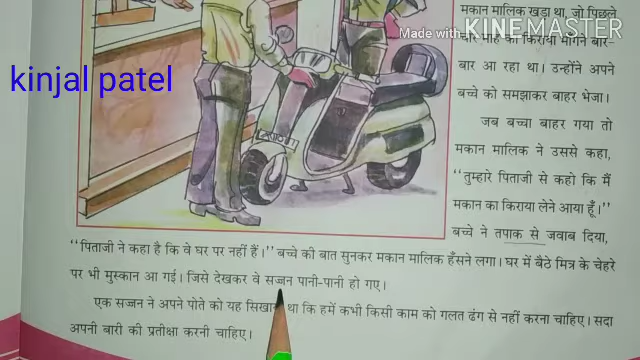 मकान मालिक खड़ा था, जो पिछले
Made with KINEMASTER
चार माह का किराया माँगने बार-
बार आ रहा था। उन्होंने अपने
kinjal patel
बच्चे को समझाकर बाहर भेजा।
जब बच्चा बाहर गया तो
मकान मालिक ने उससे कहा,
“तुम्हारे पिताजी से कहो कि मैं
मकान का किराया लेने आया हूँ।”
बच्चे ने तपाक से जवाब दिया,
“पिताजी ने कहा है कि वे घर पर नहीं हैं।” बच्चे की बात सुनकर मकान मालिक हँसने लगा। घर में बैठे मित्र के चेहरे
पर भी मुस्कान आ गई। जिसे देखकर वे सज्जन पानी-पानी हो गए।
एक सज्जन ने अपने पोते को यह सिखाया था कि हमें कभी किसी काम को गलत ढंग से नहीं करना चाहिए। सदा
अपनी बारी की प्रतीक्षा करनी चाहिए।